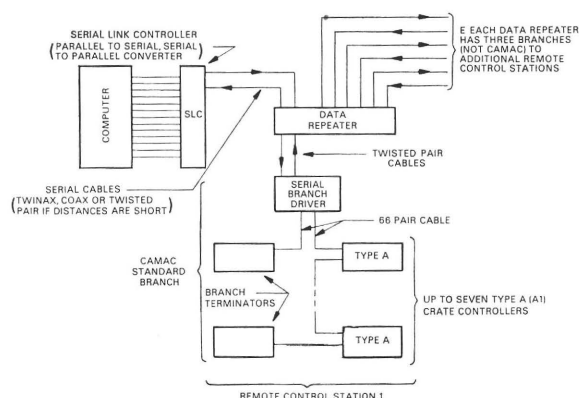 SERIAL LINK CONTROLLER
(PARALLEL TO SERIAL, SERIAL
TO PARALLEL CONVERTER)
E EACH DATA REPEATER
HAS THREE BRANCHES
(NOT CAMAC) TO
ADDITIONAL REMOTE
CONTROL STATIONS
COMPUTER
SLC
DATA
REPEATER
TWISTED PAIR
CABLES
SERIAL CABLES
(TWINAX, COAX OR TWISTED
PAIR IF DISTANCES ARE SHORT)
SERIAL
BRANCH
DRIVER
66 PAIR CABLE
CAMAC
STANDARD
BRANCH
TYPE A
BRANCH
TERMINATORS
UP TO SEVEN TYPE A (A1)
CRATE CONTROLLERS
TYPE A
REMOTE CONTROL STATION 1